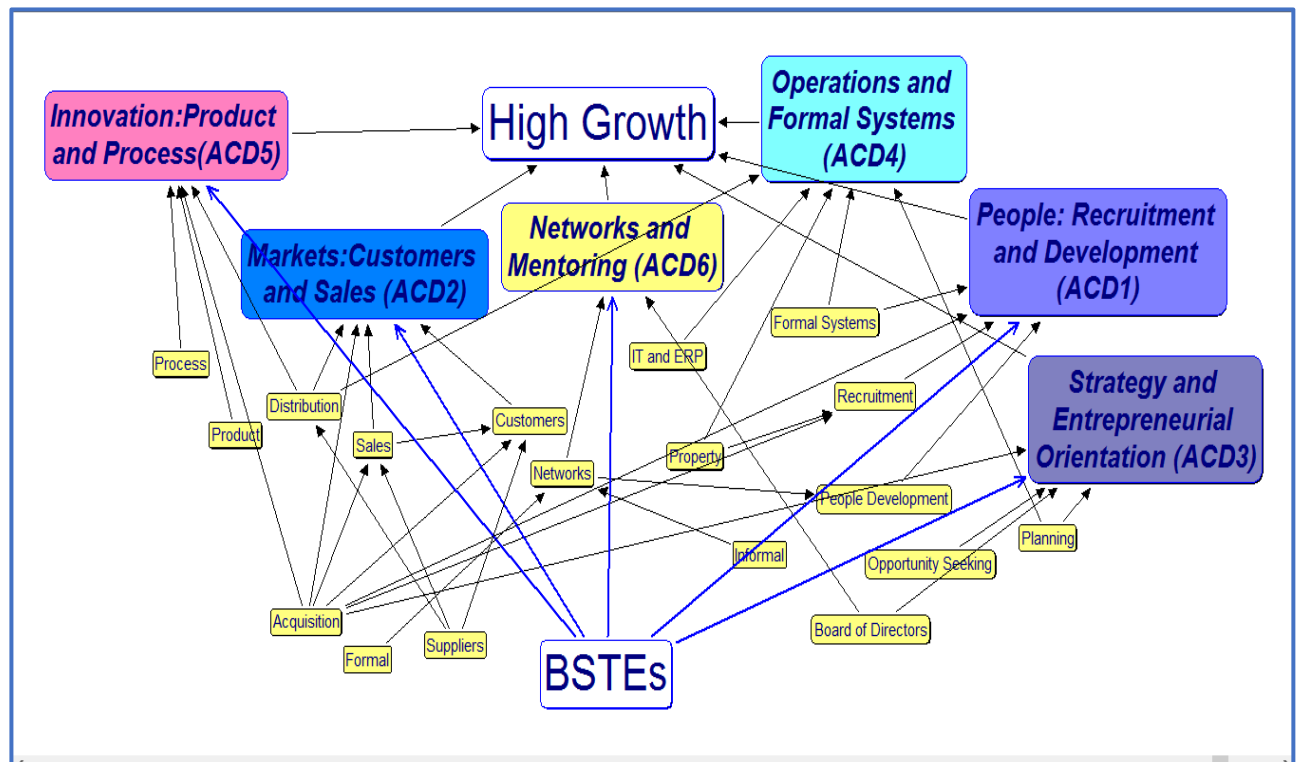 Innovation:Product
and Process(ACD5)
High Growth
Operations and
Formal Systems
(ACD4)
People: Recruitment
and Development
(ACD1)
Networks and
Mentoring (ACD6)
Markets:Customers
and Sales (ACD2)
Formal Systems
IT and ERP
Process
Strategy and
Entrepreneurial
Orientation (ACD3)
Recruitment
Distribution
Customers
Product
Sales
Property
Networks
People Development
Planning
Informal
Opportunity Seeking
Acquisition
Board of Directors
Suppliers
Formal
BSTEs